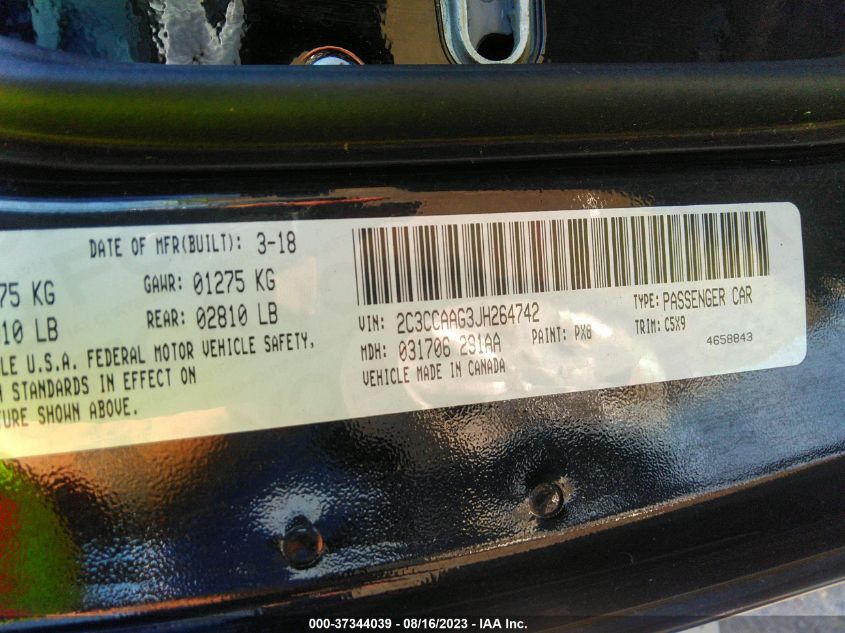 DATE OF MFR(BUILT): 3-18
75 KG GAWR: 01275 KG
10 LB REAR: 02810 LB
U.S.A. FEDERAL MOTOR VEHICLE SAFETY,
STANDARDS IN EFFECT ON
SHOWN ABOVE.
VIN: 2C3CCAAG3JH264742 TYPE: PASSENGER CAR
MDH: 031706 291AA PAINT: PX8 TRIM: C5X9
VEHICLE MADE IN CANADA 4658843
000-37344039 - 08/16/2023 - IAA Inc.